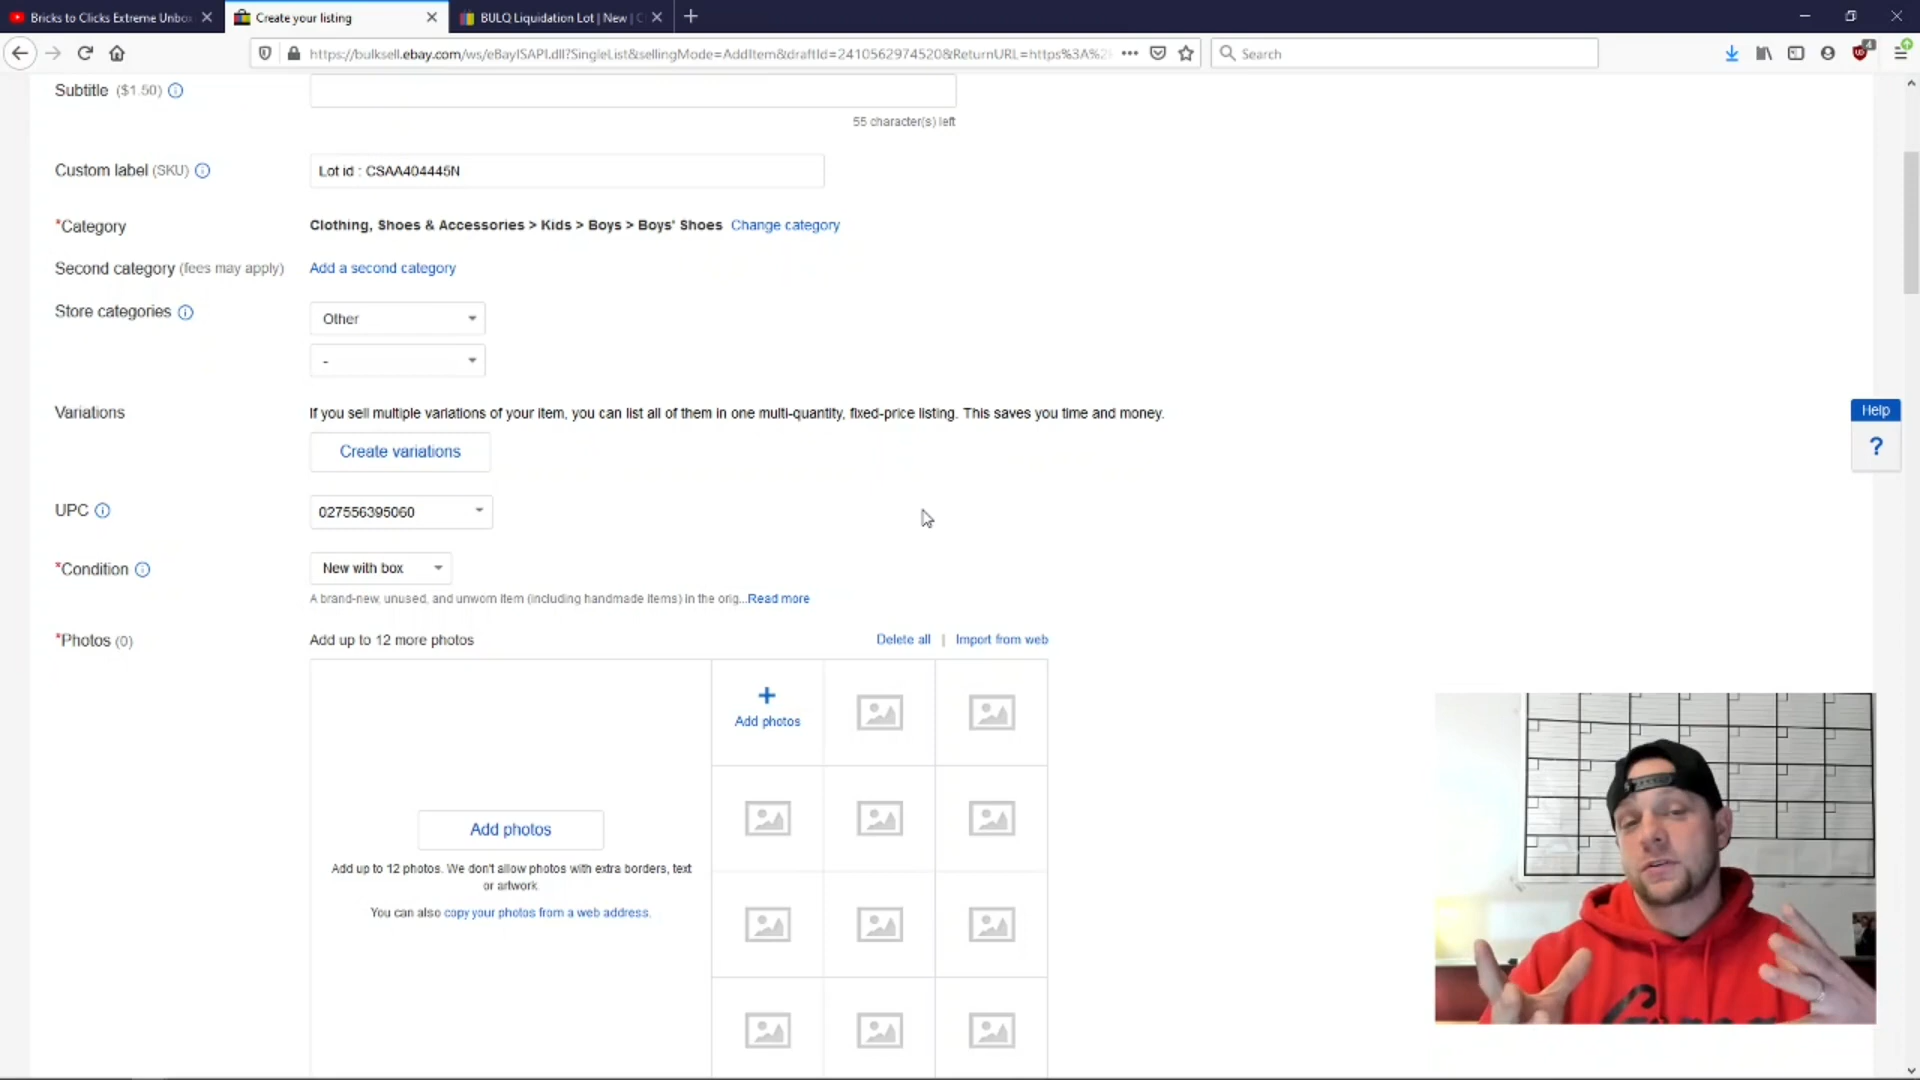 Bricks to Clicks Extreme Unbo
Create your listing
BULQ Liquidation Lot | New | C
https://bulksell.ebay.com/ws/eBayISAPI.dll?SingleList&sellingMode=AddItem&draftId=2410562974520&ReturnURL=https%3A%2
Search
4
Subtitle ($1.50)
55 character(s) left
Custom label (SKU)
Lot id : CSAA404445N
*Category
Clothing, Shoes & Accessories > Kids > Boys > Boys' Shoes Change category
Second category (fees may apply)
Add a second category
Store categories
Other
-
Variations
If you sell multiple variations of your item, you can list all of them in one multi-quantity, fixed-price listing. This saves you time and money.
Create variations
Help
?
UPC
027556395060
*Condition
New with box
A brand-new, unused, and unworn item (including handmade items) in the orig...Read more
*Photos (0)
Add up to 12 more photos
Delete all | Import from web
+
Add photos
Add photos
Add up to 12 photos. We don't allow photos with extra borders, text
or artwork
You can also copy your photos from a web address.